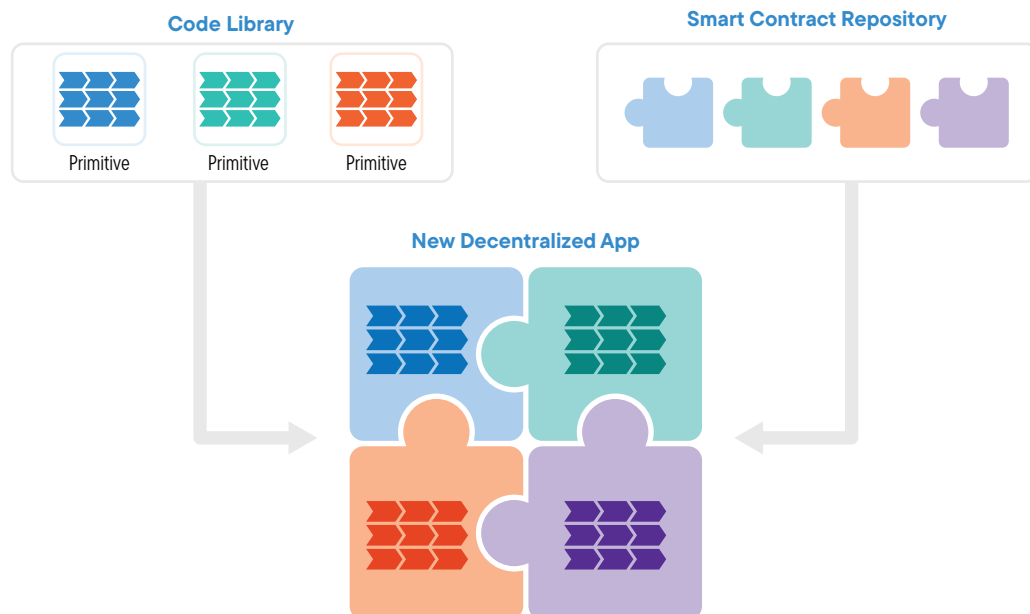 Code Library
Smart Contract Repository
Primitive
Primitive
Primitive
New Decentralized App